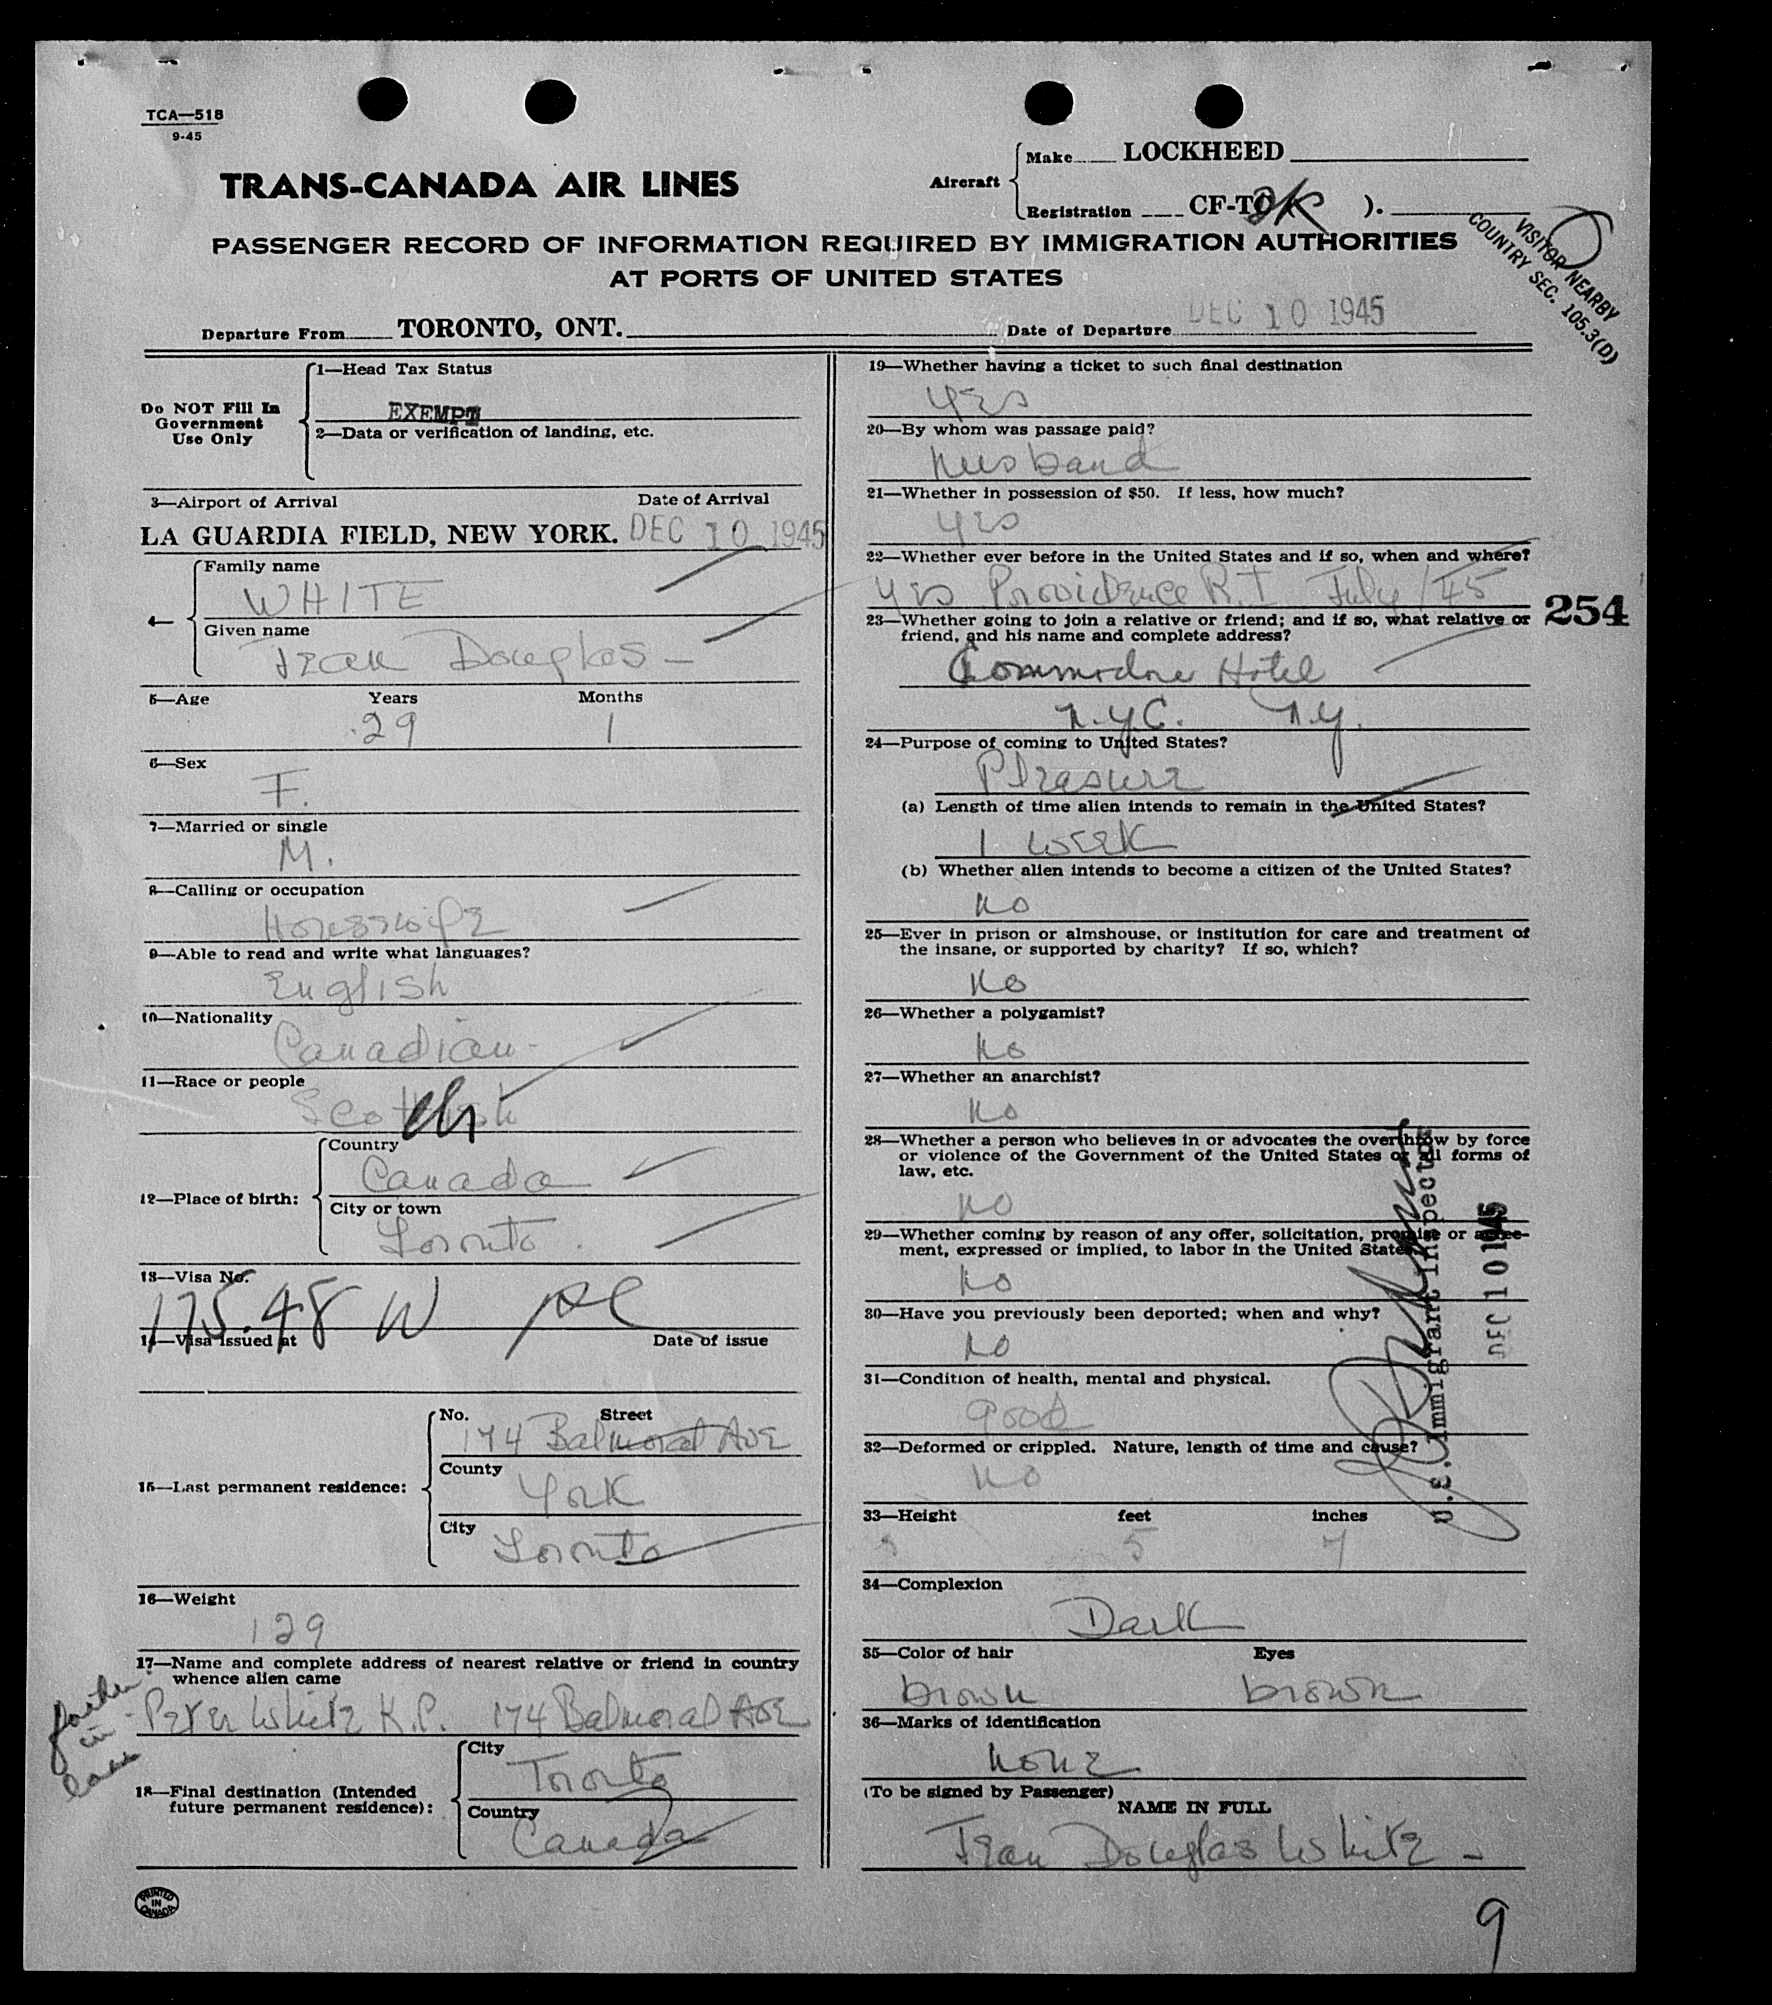 TCA—518
9-45
TRANS-CANADA AIR LINES
Aircraft
Make LOCKHEED
Registration CF-TC K ).
PASSENGER RECORD OF INFORMATION REQUIRED BY IMMIGRATION AUTHORITIES
AT PORTS OF UNITED STATES
VISITOR NEARBY
COUNTRY SEC. 105.3(D)
Departure From TORONTO, ONT. Date of Departure DEC 10 1945
Do NOT Fill In
Government
Use Only
1—Head Tax Status
EXEMPT
2—Data or verification of landing, etc.
3—Airport of Arrival Date of Arrival
LA GUARDIA FIELD, NEW YORK. DEC 10 1945
4—
Family name
WHITE
Given name
Jean Douglas —
5—Age Years Months
29 1
6—Sex
F.
7—Married or single
M.
8—Calling or occupation
Housewife
9—Able to read and write what languages?
English
10—Nationality
Canadian -
11—Race or people
Scottish
12—Place of birth:
Country
Canada
City or town
Toronto.
13—Visa No.
175.48 W
14—Visa issued at Date of issue
15—Last permanent residence:
No. Street
174 Balmoral Ave
County
York
City
Toronto
16—Weight
129
17—Name and complete address of nearest relative or friend in country
whence alien came
father
in
law
Peter White K.C. 174 Balmoral Ave
18—Final destination (Intended
future permanent residence):
City
Toronto
Country
Canada
PRINTED
IN
CANADA
19—Whether having a ticket to such final destination
Yes
20—By whom was passage paid?
Husband
21—Whether in possession of $50. If less, how much?
yes
22—Whether ever before in the United States and if so, when and where?
Yes Providence R.I July/45
23—Whether going to join a relative or friend; and if so, what relative or
friend, and his name and complete address?
254
Commodore Hotel
N.Y.C. N.Y.
24—Purpose of coming to United States?
Pleasure
(a) Length of time alien intends to remain in the United States?
1 week
(b) Whether alien intends to become a citizen of the United States?
no
25—Ever in prison or almshouse, or institution for care and treatment of
the insane, or supported by charity? If so, which?
no
26—Whether a polygamist?
no
27—Whether an anarchist?
no
28—Whether a person who believes in or advocates the overthrow by force
or violence of the Government of the United States or all forms of
law, etc.
no
29—Whether coming by reason of any offer, solicitation, promise or agree-
ment, expressed or implied, to labor in the United States?
no
30—Have you previously been deported; when and why?
no
31—Condition of health, mental and physical.
good
32—Deformed or crippled. Nature, length of time and cause?
no
U.S. Immigrant Inspector
DEC 10 1945
33—Height feet inches
5 7
34—Complexion
Dark
35—Color of hair Eyes
brown brown
36—Marks of identification
none
(To be signed by Passenger)
NAME IN FULL
Jean Douglas White —
9